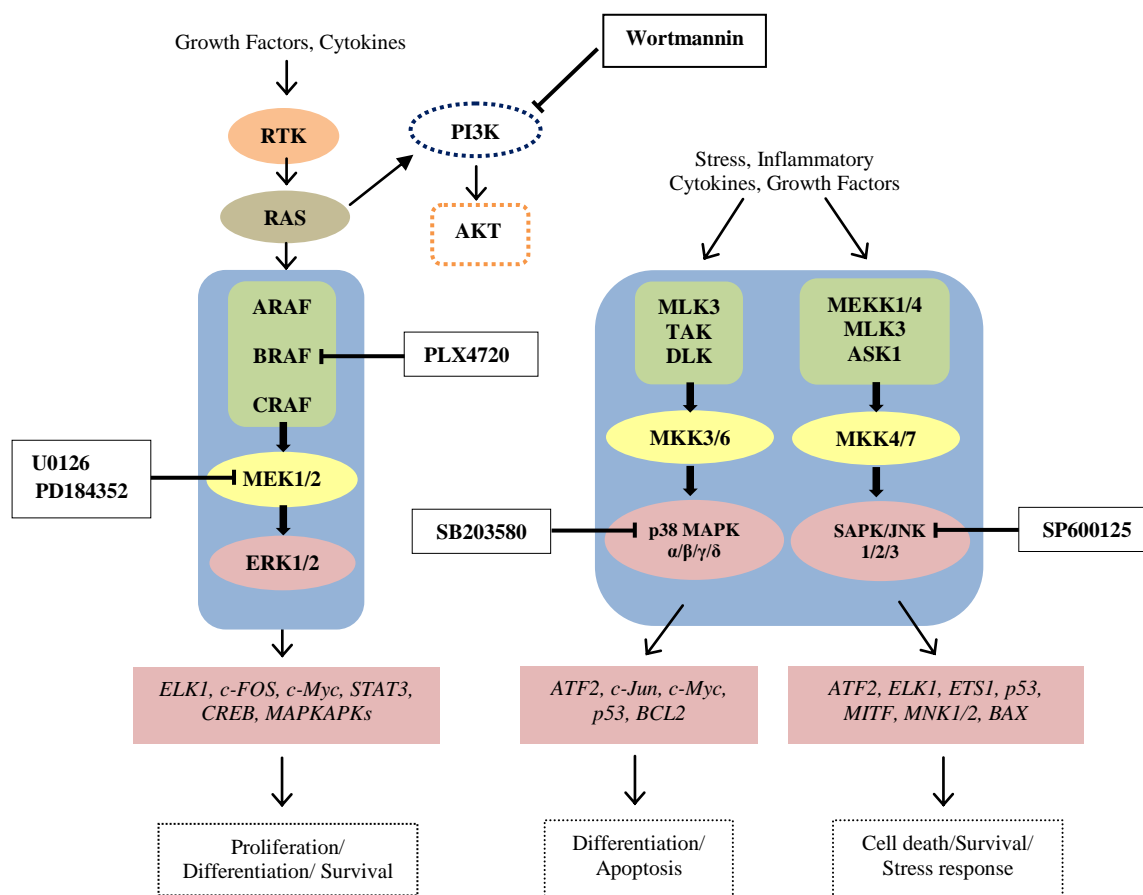 Growth Factors, Cytokines
Wortmannin
RTK
PI3K
RAS
AKT
Stress, Inflammatory
Cytokines, Growth Factors
ARAF
BRAF
CRAF
PLX4720
MEK1/2
U0126
PD184352
ERK1/2
MLK3
TAK
DLK
MEKK1/4
MLK3
ASK1
MKK3/6
MKK4/7
SB203580
p38 MAPK
α/β/γ/δ
SAPK/JNK
1/2/3
SP600125
ELK1, c-FOS, c-Myc, STAT3,
CREB, MAPKAPKs
ATF2, c-Jun, c-Myc,
p53, BCL2
ATF2, ELK1, ETS1, p53,
MITF, MNK1/2, BAX
Proliferation/
Differentiation/ Survival
Differentiation/
Apoptosis
Cell death/Survival/
Stress response